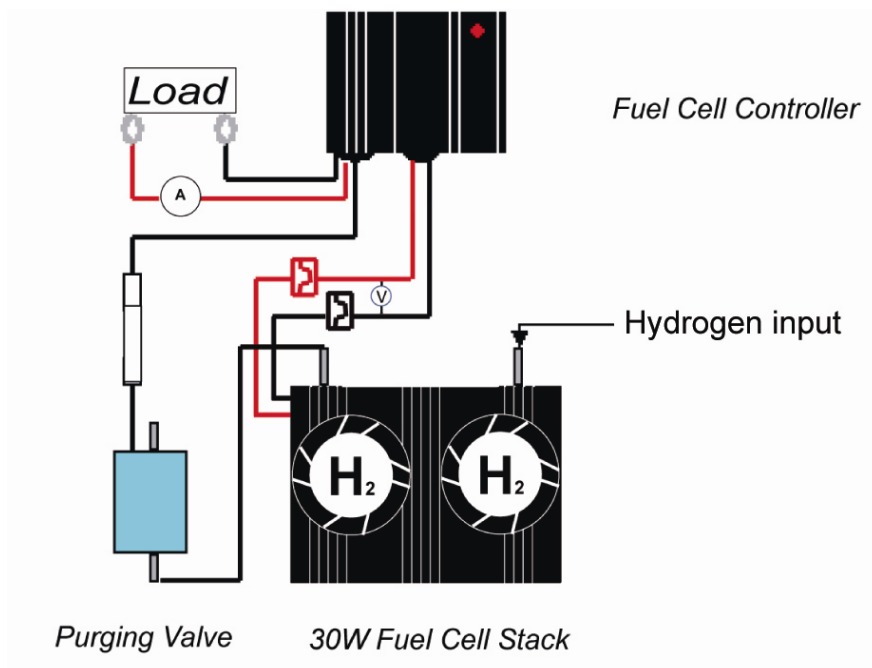 Load
Fuel Cell Controller
A
V
Hydrogen input
H2
H2
Purging Valve
30W Fuel Cell Stack